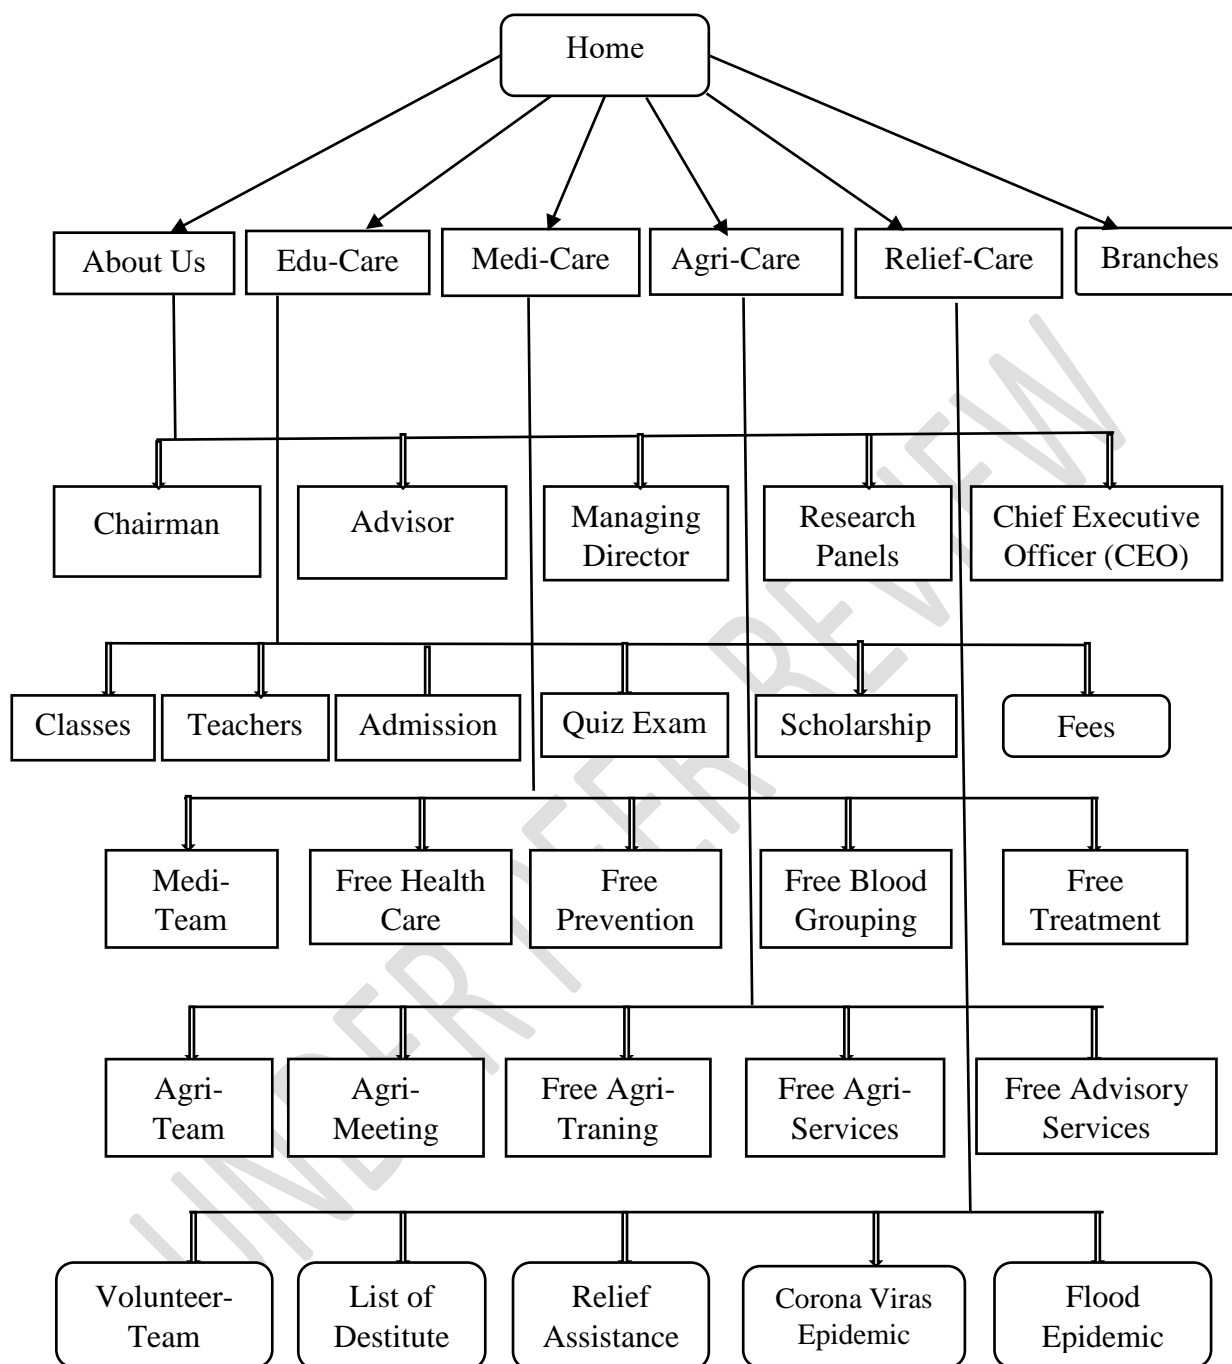 Home
About Us
Edu-Care
Medi-Care
Agri-Care
Relief-Care
Branches
Chairman
Advisor
Managing
Director
Research
Panels
Chief Executive
Officer (CEO)
Classes
Teachers
Admission
Quiz Exam
Scholarship
Fees
Medi-
Team
Free Health
Care
Free
Prevention
Free Blood
Grouping
Free
Treatment
Agri-
Team
Agri-
Meeting
Free Agri-
Traning
Free Agri-
Services
Free Advisory
Services
Volunteer-
Team
List of
Destitute
Relief
Assistance
Corona Viras
Epidemic
Flood
Epidemic
UNDER PEER REVIEW